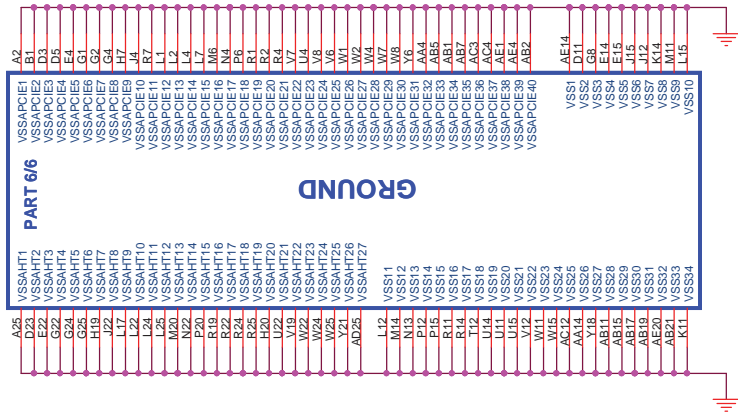 A2
B1
D3
D5
E4
G1
G2
G4
H7
J4
R7
L1
L2
L4
L7
M6
N4
P6
R1
R2
R4
V7
U4
V8
V6
W1
W2
W4
W7
W8
Y6
AA4
AB5
AB1
AB7
AC3
AC4
AE1
AE4
AB2
AE14
D11
G8
E14
E15
J15
J12
K14
M11
L15
VSSAPCIE1
VSSAPCIE2
VSSAPCIE3
VSSAPCIE4
VSSAPCIE5
VSSAPCIE6
VSSAPCIE7
VSSAPCIE8
VSSAPCIE9
VSSAPCIE10
VSSAPCIE11
VSSAPCIE12
VSSAPCIE13
VSSAPCIE14
VSSAPCIE15
VSSAPCIE16
VSSAPCIE17
VSSAPCIE18
VSSAPCIE19
VSSAPCIE20
VSSAPCIE21
VSSAPCIE22
VSSAPCIE23
VSSAPCIE24
VSSAPCIE25
VSSAPCIE26
VSSAPCIE27
VSSAPCIE28
VSSAPCIE29
VSSAPCIE30
VSSAPCIE31
VSSAPCIE32
VSSAPCIE33
VSSAPCIE34
VSSAPCIE35
VSSAPCIE36
VSSAPCIE37
VSSAPCIE38
VSSAPCIE39
VSSAPCIE40
VSS1
VSS2
VSS3
VSS4
VSS5
VSS6
VSS7
VSS8
VSS9
VSS10
PART 6/6
GROUND
VSSAHT1
VSSAHT2
VSSAHT3
VSSAHT4
VSSAHT5
VSSAHT6
VSSAHT7
VSSAHT8
VSSAHT9
VSSAHT10
VSSAHT11
VSSAHT12
VSSAHT13
VSSAHT14
VSSAHT15
VSSAHT16
VSSAHT17
VSSAHT18
VSSAHT19
VSSAHT20
VSSAHT21
VSSAHT22
VSSAHT23
VSSAHT24
VSSAHT25
VSSAHT26
VSSAHT27
VSS11
VSS12
VSS13
VSS14
VSS15
VSS16
VSS17
VSS18
VSS19
VSS20
VSS21
VSS22
VSS23
VSS24
VSS25
VSS26
VSS27
VSS28
VSS29
VSS30
VSS31
VSS32
VSS33
VSS34
A25
D23
E22
G22
G24
G25
H19
J22
L17
L22
L24
L25
M20
N22
P20
R19
R22
R24
R25
H20
U22
V19
W22
W24
W25
Y21
AD25
L12
M14
N13
P12
P15
R11
R14
T12
U14
U11
U15
V12
W11
W15
AC12
AA14
Y18
AB11
AB15
AB17
AB19
AE20
AB21
K11